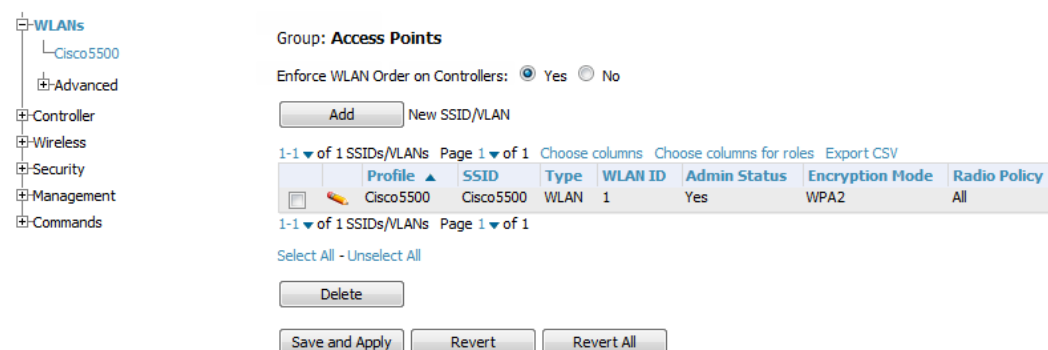 WLANs
Cisco5500
Advanced
Controller
Wireless
Security
Management
Commands
Group: Access Points
Enforce WLAN Order on Controllers: Yes No
Add New SSID/VLAN
1-1 of 1 SSIDs/VLANs Page 1 of 1 Choose columns Choose columns for roles Export CSV
Profile SSID Type WLAN ID Admin Status Encryption Mode Radio Policy
Cisco5500 Cisco5500 WLAN 1 Yes WPA2 All
1-1 of 1 SSIDs/VLANs Page 1 of 1
Select All - Unselect All
Delete
Save and Apply Revert Revert All